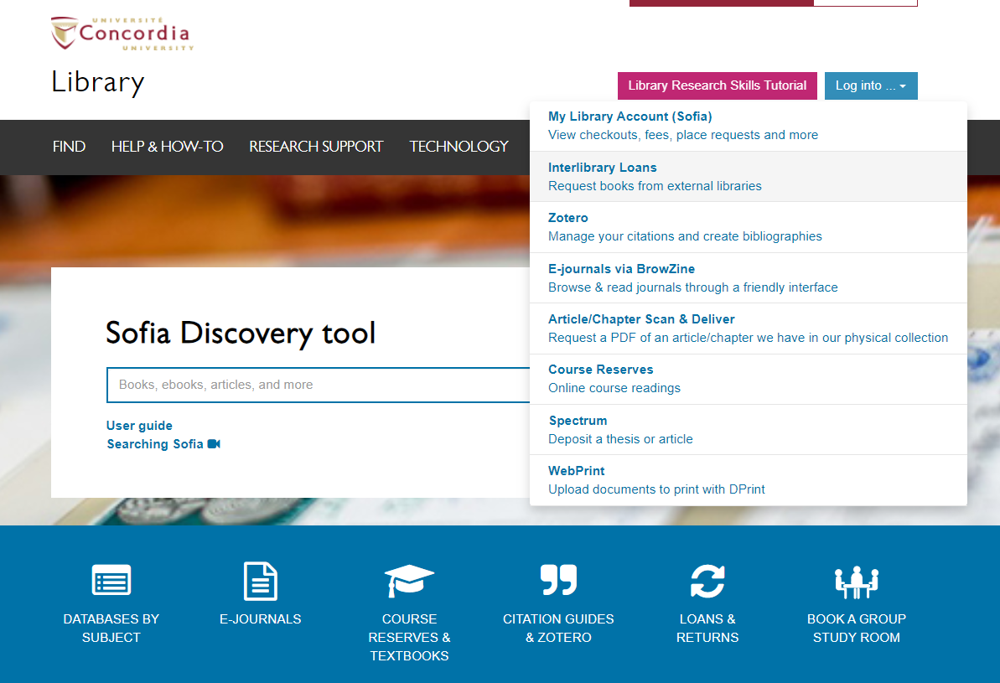 UNIVERSITÉ
Concordia
UNIVERSITY
Library
Library Research Skills Tutorial
Log into ...
FIND
HELP & HOW-TO
RESEARCH SUPPORT
TECHNOLOGY
My Library Account (Sofia)
View checkouts, fees, place requests and more
Interlibrary Loans
Request books from external libraries
Zotero
Manage your citations and create bibliographies
E-journals via BrowZine
Browse & read journals through a friendly interface
Article/Chapter Scan & Deliver
Request a PDF of an article/chapter we have in our physical collection
Course Reserves
Online course readings
Spectrum
Deposit a thesis or article
WebPrint
Upload documents to print with DPrint
Sofia Discovery tool
Books, ebooks, articles, and more
User guide
Searching Sofia
DATABASES BY
SUBJECT
E-JOURNALS
COURSE
RESERVES &
TEXTBOOKS
CITATION GUIDES
& ZOTERO
LOANS &
RETURNS
BOOK A GROUP
STUDY ROOM